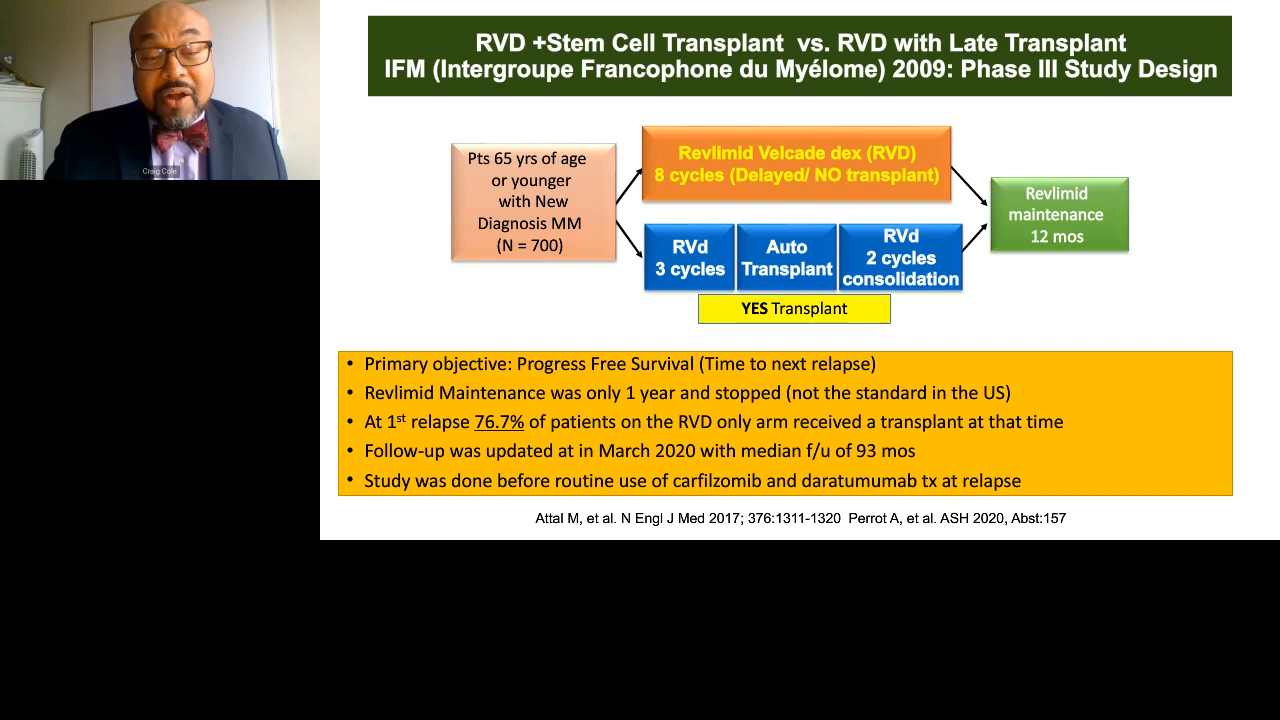 Craig Cole
RVD +Stem Cell Transplant vs. RVD with Late Transplant
IFM (Intergroupe Francophone du Myélome) 2009: Phase III Study Design
Pts 65 yrs of age
or younger
with New
Diagnosis MM
(N = 700)
Revlimid Velcade dex (RVD)
8 cycles (Delayed/ NO transplant)
RVd
3 cycles
Auto
Transplant
RVd
2 cycles
consolidation
YES Transplant
Revlimid
maintenance
12 mos
• Primary objective: Progress Free Survival (Time to next relapse)
• Revlimid Maintenance was only 1 year and stopped (not the standard in the US)
• At 1st relapse 76.7% of patients on the RVD only arm received a transplant at that time
• Follow-up was updated at in March 2020 with median f/u of 93 mos
• Study was done before routine use of carfilzomib and daratumumab tx at relapse
Attal M, et al. N Engl J Med 2017; 376:1311-1320 Perrot A, et al. ASH 2020, Abst:157